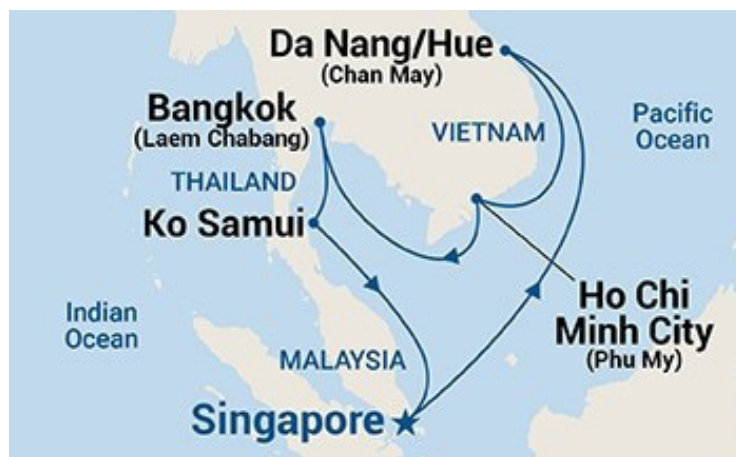 Da Nang/Hue
(Chan May)
Bangkok
(Laem Chabang)
VIETNAM
Pacific
Ocean
THAILAND
Ko Samui
Indian
Ocean
Ho Chi
Minh City
(Phu My)
MALAYSIA
Singapore